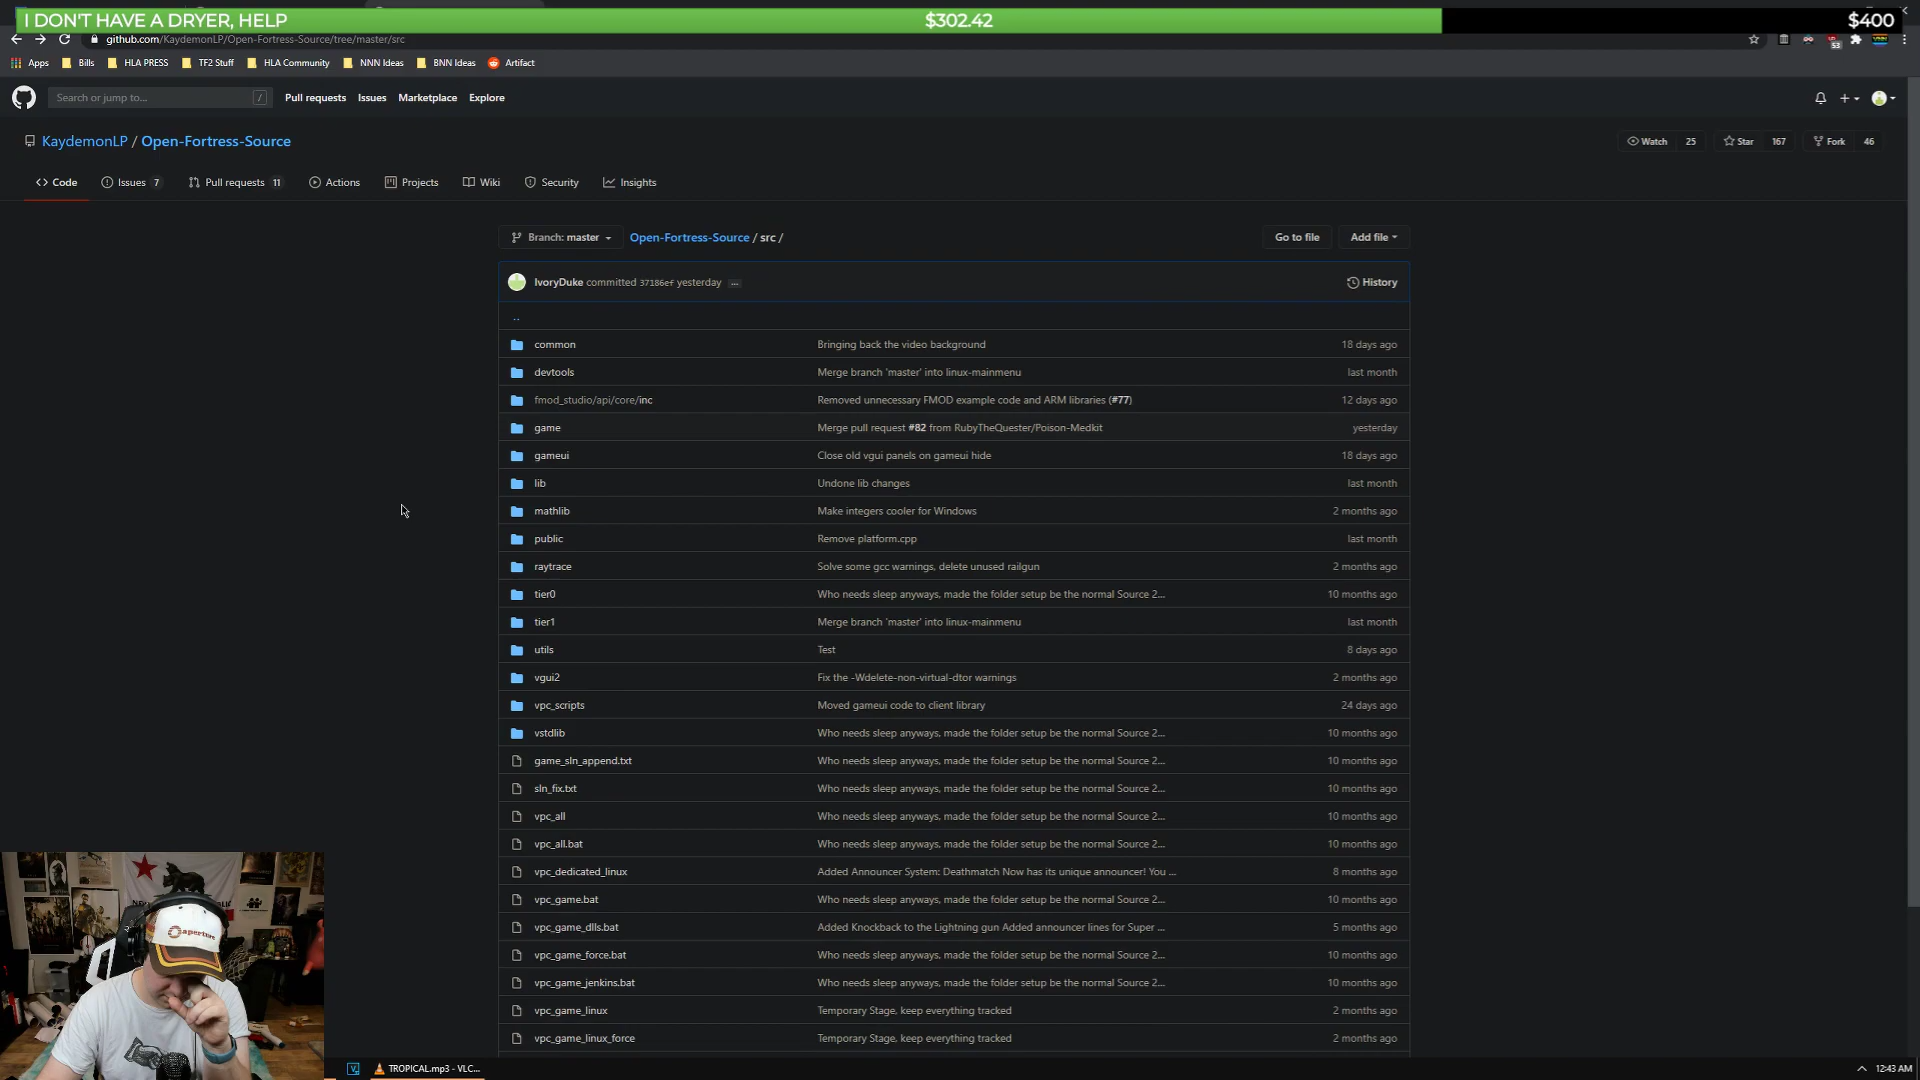 I DON'T HAVE A DRYER, HELP $302.42 $400
github.com/KaydemonLP/Open-Fortress-Source/tree/master/src
53
Apps Bills HLA PRESS TF2 Stuff HLA Community NNN Ideas BNN Ideas Artifact
Search or jump to... / Pull requests Issues Marketplace Explore
KaydemonLP / Open-Fortress-Source Watch 25 Star 167 Fork 46
Code Issues 7 Pull requests 11 Actions Projects Wiki Security Insights
Branch: master Open-Fortress-Source / src / Go to file Add file
IvoryDuke committed 37186ef yesterday ... History
..
common Bringing back the video background 18 days ago
devtools Merge branch 'master' into linux-mainmenu last month
fmod_studio/api/core/inc Removed unnecessary FMOD example code and ARM libraries (#77) 12 days ago
game Merge pull request #82 from RubyTheQuester/Poison-Medkit yesterday
gameui Close old vgui panels on gameui hide 18 days ago
lib Undone lib changes last month
mathlib Make integers cooler for Windows 2 months ago
public Remove platform.cpp last month
raytrace Solve some gcc warnings, delete unused railgun 2 months ago
tier0 Who needs sleep anyways, made the folder setup be the normal Source 2... 10 months ago
tier1 Merge branch 'master' into linux-mainmenu last month
utils Test 8 days ago
vgui2 Fix the -Wdelete-non-virtual-dtor warnings 2 months ago
vpc_scripts Moved gameui code to client library 24 days ago
vstdlib Who needs sleep anyways, made the folder setup be the normal Source 2... 10 months ago
game_sln_append.txt Who needs sleep anyways, made the folder setup be the normal Source 2... 10 months ago
sln_fix.txt Who needs sleep anyways, made the folder setup be the normal Source 2... 10 months ago
vpc_all Who needs sleep anyways, made the folder setup be the normal Source 2... 10 months ago
vpc_all.bat Who needs sleep anyways, made the folder setup be the normal Source 2... 10 months ago
vpc_dedicated_linux Added Announcer System: Deathmatch Now has its unique announcer! You ... 8 months ago
vpc_game.bat Who needs sleep anyways, made the folder setup be the normal Source 2... 10 months ago
vpc_game_dlls.bat Added Knockback to the Lightning gun Added announcer lines for Super ... 5 months ago
vpc_game_force.bat Who needs sleep anyways, made the folder setup be the normal Source 2... 10 months ago
vpc_game_jenkins.bat Who needs sleep anyways, made the folder setup be the normal Source 2... 10 months ago
vpc_game_linux Temporary Stage, keep everything tracked 2 months ago
vpc_game_linux_force Temporary Stage, keep everything tracked 2 months ago
aperture
TROPICAL.mp3 - VLC... 12:43 AM